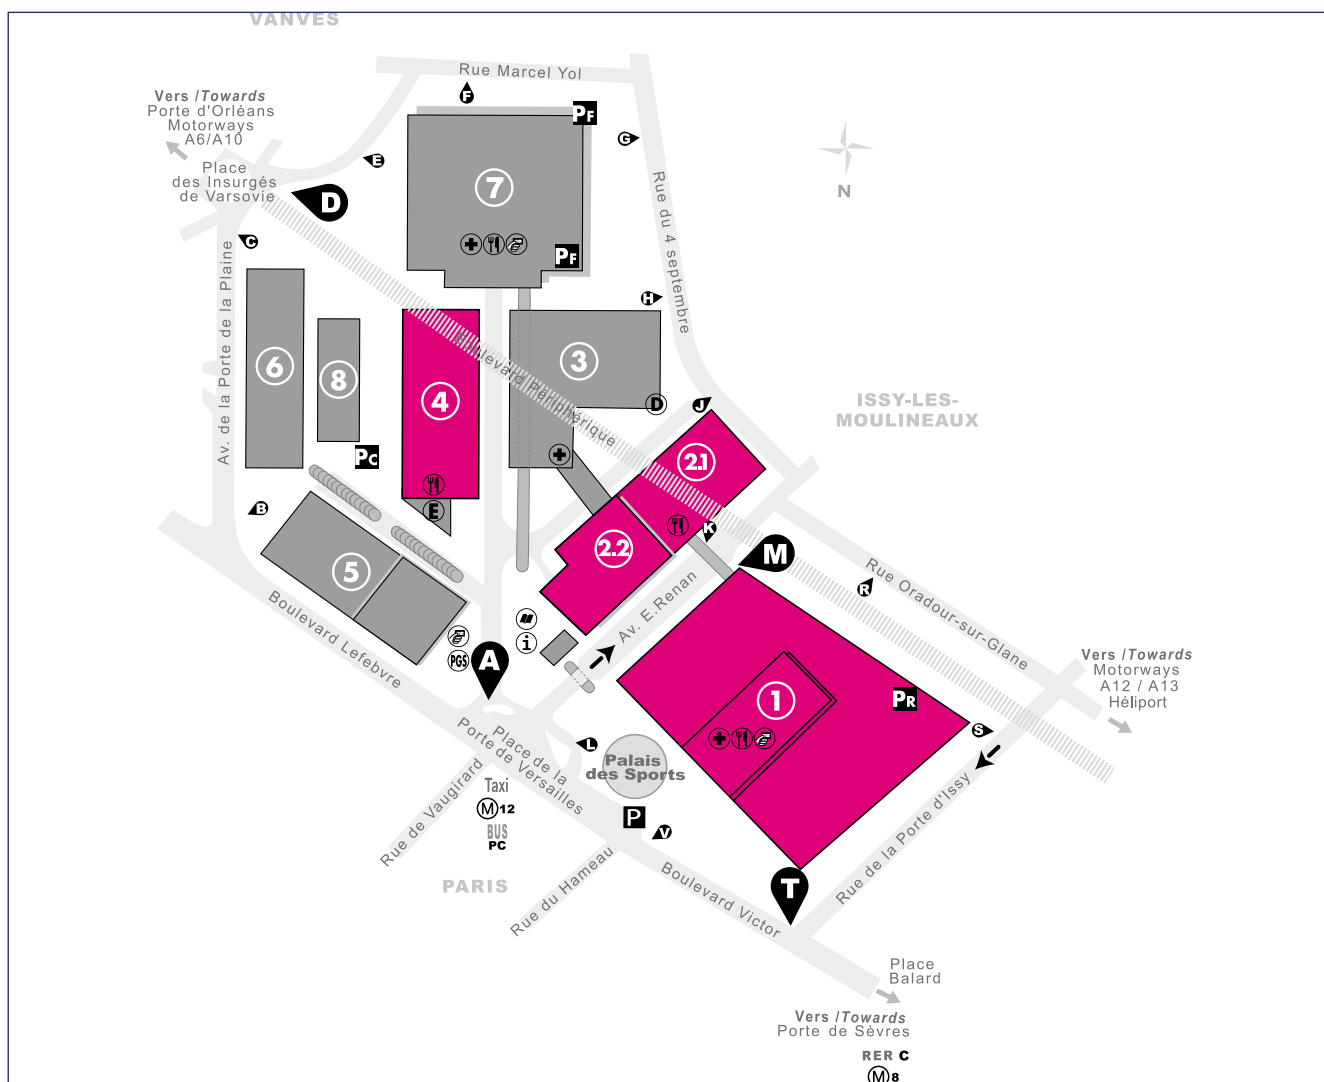 VANVES
Rue Marcel Yol
Vers /Towards
Porte d'Orléans
Motorways
A6/A10
Place
des Insurgés
de Varsovie
F
PF
G
E
D
7
N
Rue du 4 septembre
C
PF
H
Av. de la Porte de la Plaine
6
8
4
3
Boulevard Périphérique
D
J
ISSY-LES-
MOULINEAUX
PC
2.1
E
B
K
2.2
M
5
R
Rue Oradour-sur-Glane
Av. E.Renan
Boulevard Lefebvre
i
PGS
A
Vers /Towards
Motorways
A12 / A13
Héliport
1
PR
S
L
Place de la
Porte de Versailles
Palais
des Sports
Taxi
M 12
BUS
PC
P
V
Rue de Vaugirard
Rue de la Porte d'Issy
PARIS
Rue du Hameau
Boulevard Victor
T
Place
Balard
Vers /Towards
Porte de Sèvres
RER C
M 8